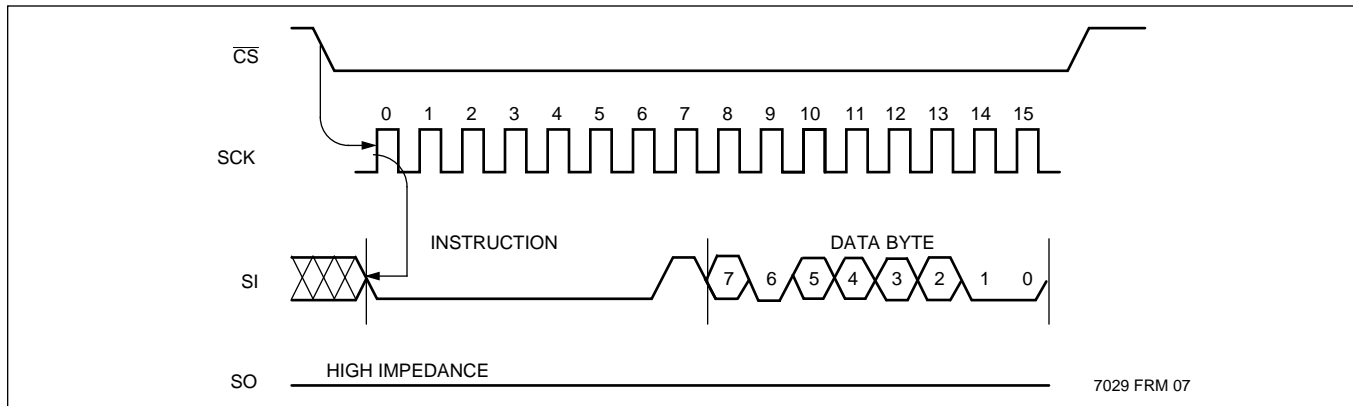 C̅S̅
0 1 2 3 4 5 6 7 8 9 10 11 12 13 14 15
SCK
INSTRUCTION DATA BYTE
SI 7 6 5 4 3 2 1 0
HIGH IMPEDANCE
SO
7029 FRM 07